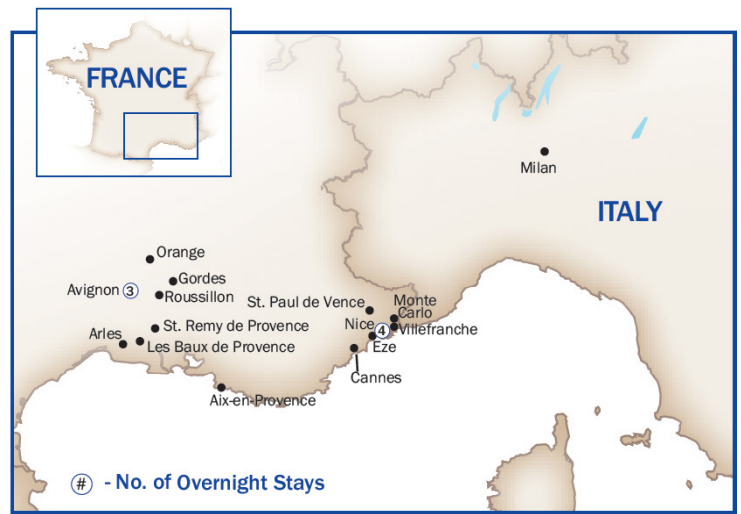 FRANCE
Milan
ITALY
Orange
Gordes
Avignon 3
Roussillon
St. Paul de Vence
Monte
Carlo
St. Remy de Provence
Nice 4
Villefranche
Arles
Les Baux de Provence
Eze
Cannes
Aix-en-Provence
# - No. of Overnight Stays